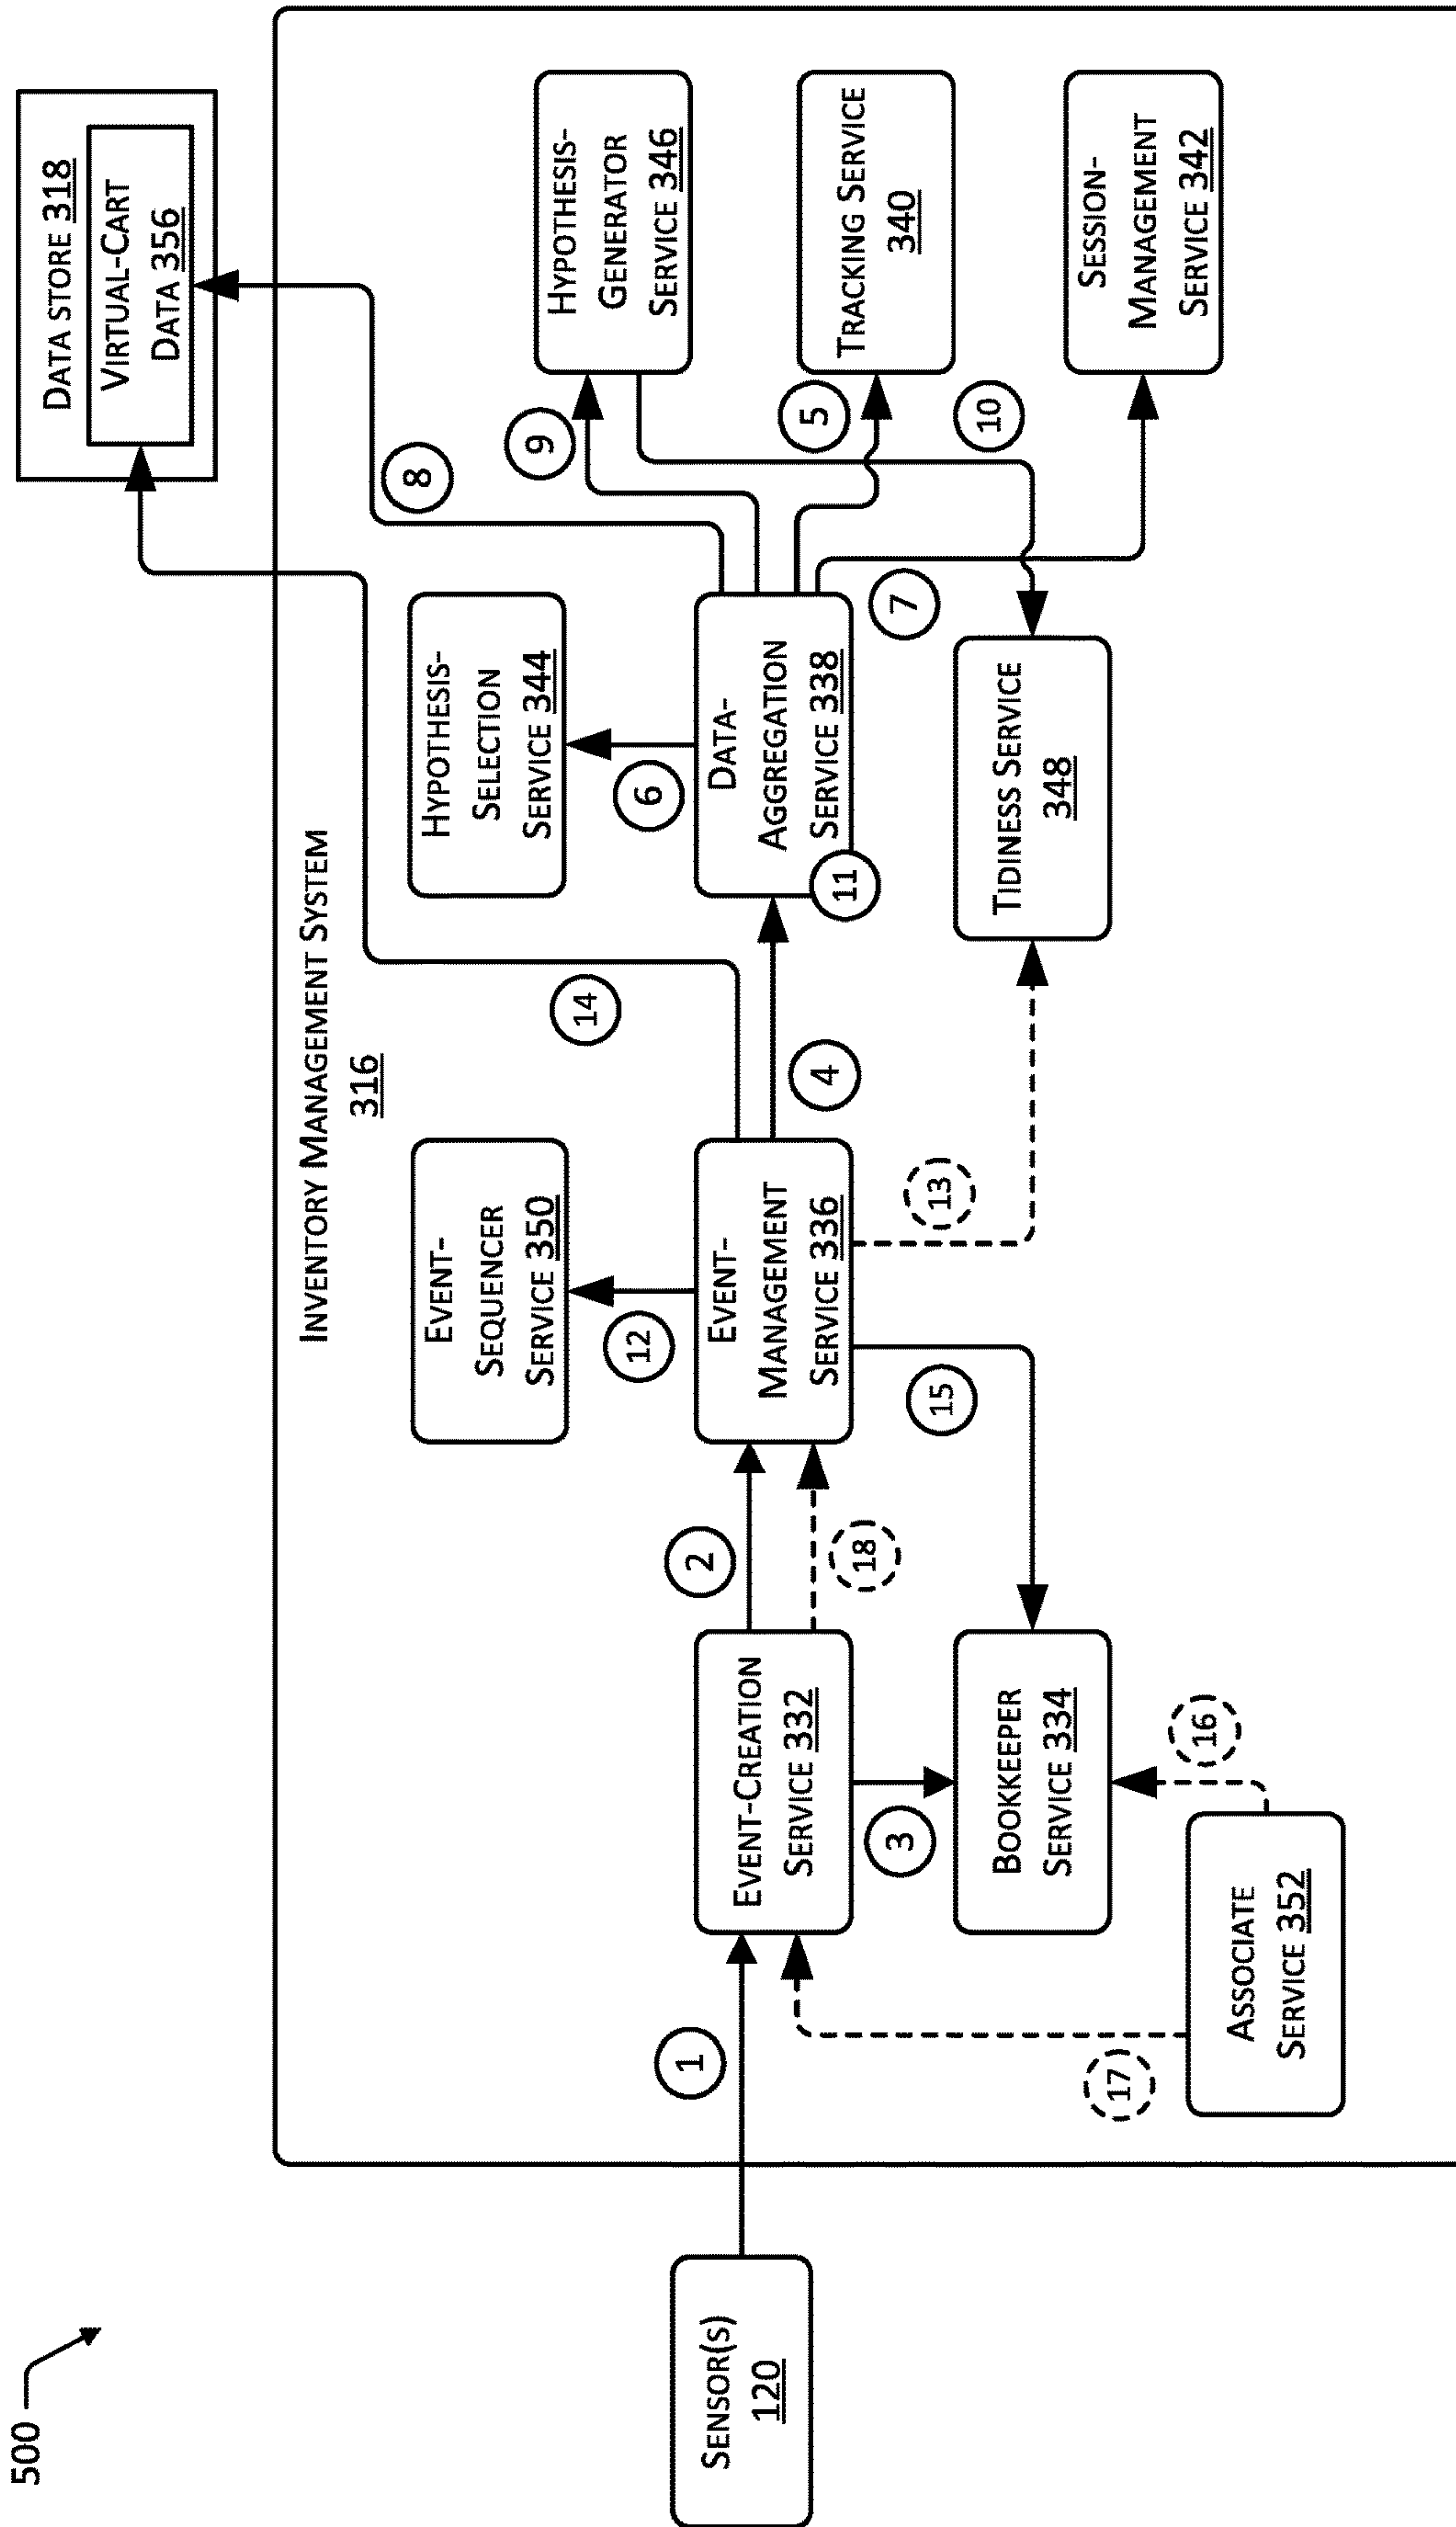 500
INVENTORY MANAGEMENT SYSTEM
316
DATA STORE 318
VIRTUAL-CART
DATA 356
SENSOR(S)
120
1
EVENT-CREATION
SERVICE 332
2
18
3
BOOKKEEPER
SERVICE 334
16
17
ASSOCIATE
SERVICE 352
EVENT-
SEQUENCER
SERVICE 350
12
EVENT-
MANAGEMENT
SERVICE 336
15
13
14
4
HYPOTHESIS-
SELECTION
SERVICE 344
6
DATA-
AGGREGATION
SERVICE 338
11
TIDINESS SERVICE
348
7
8
9
5
10
HYPOTHESIS-
GENERATOR
SERVICE 346
TRACKING SERVICE
340
SESSION-
MANAGEMENT
SERVICE 342